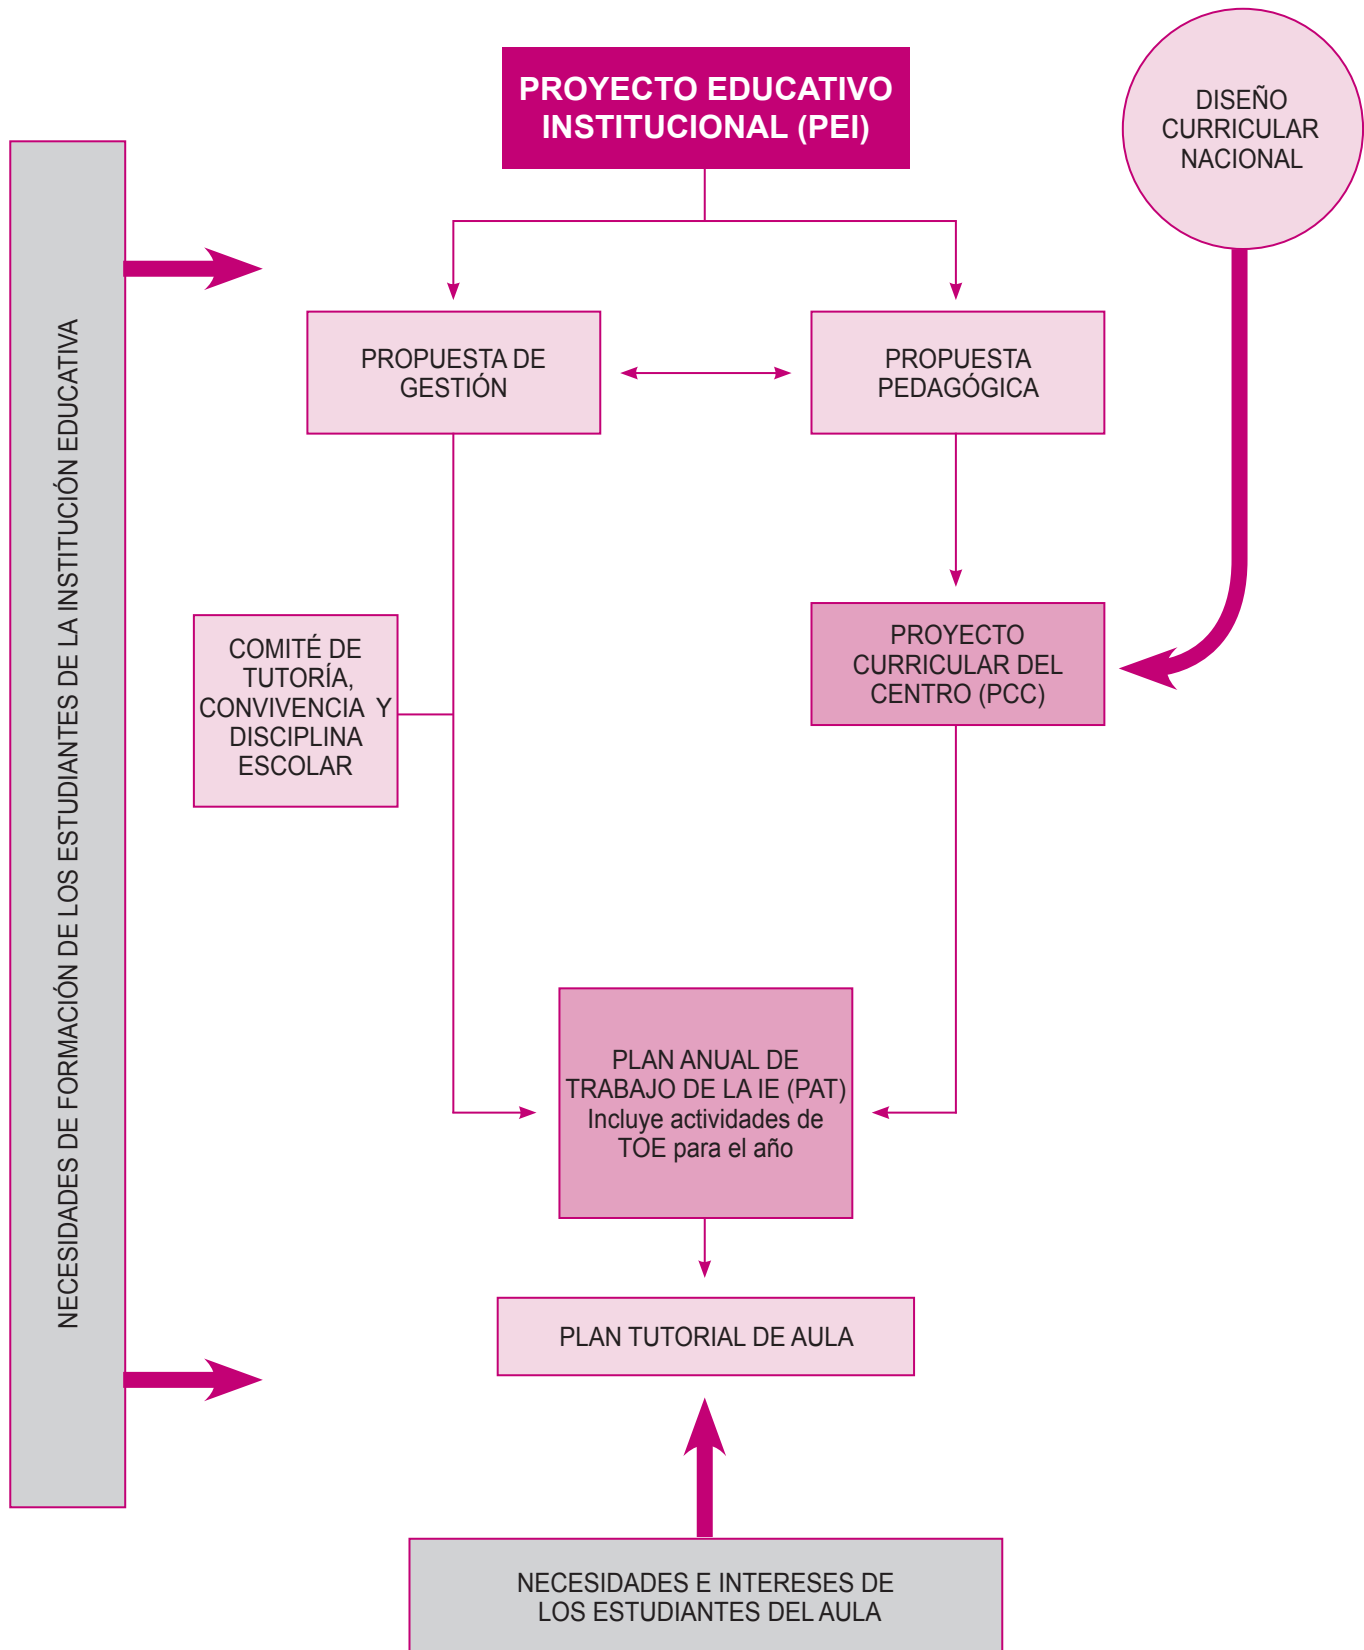 PROYECTO EDUCATIVO
INSTITUCIONAL (PEI)
DISEÑO
CURRICULAR
NACIONAL
NECESIDADES DE FORMACIÓN DE LOS ESTUDIANTES DE LA INSTITUCIÓN EDUCATIVA
PROPUESTA DE
GESTIÓN
PROPUESTA
PEDAGÓGICA
COMITÉ DE
TUTORÍA,
CONVIVENCIA Y
DISCIPLINA
ESCOLAR
PROYECTO
CURRICULAR DEL
CENTRO (PCC)
PLAN ANUAL DE
TRABAJO DE LA IE (PAT)
Incluye actividades de
TOE para el año
PLAN TUTORIAL DE AULA
NECESIDADES E INTERESES DE
LOS ESTUDIANTES DEL AULA